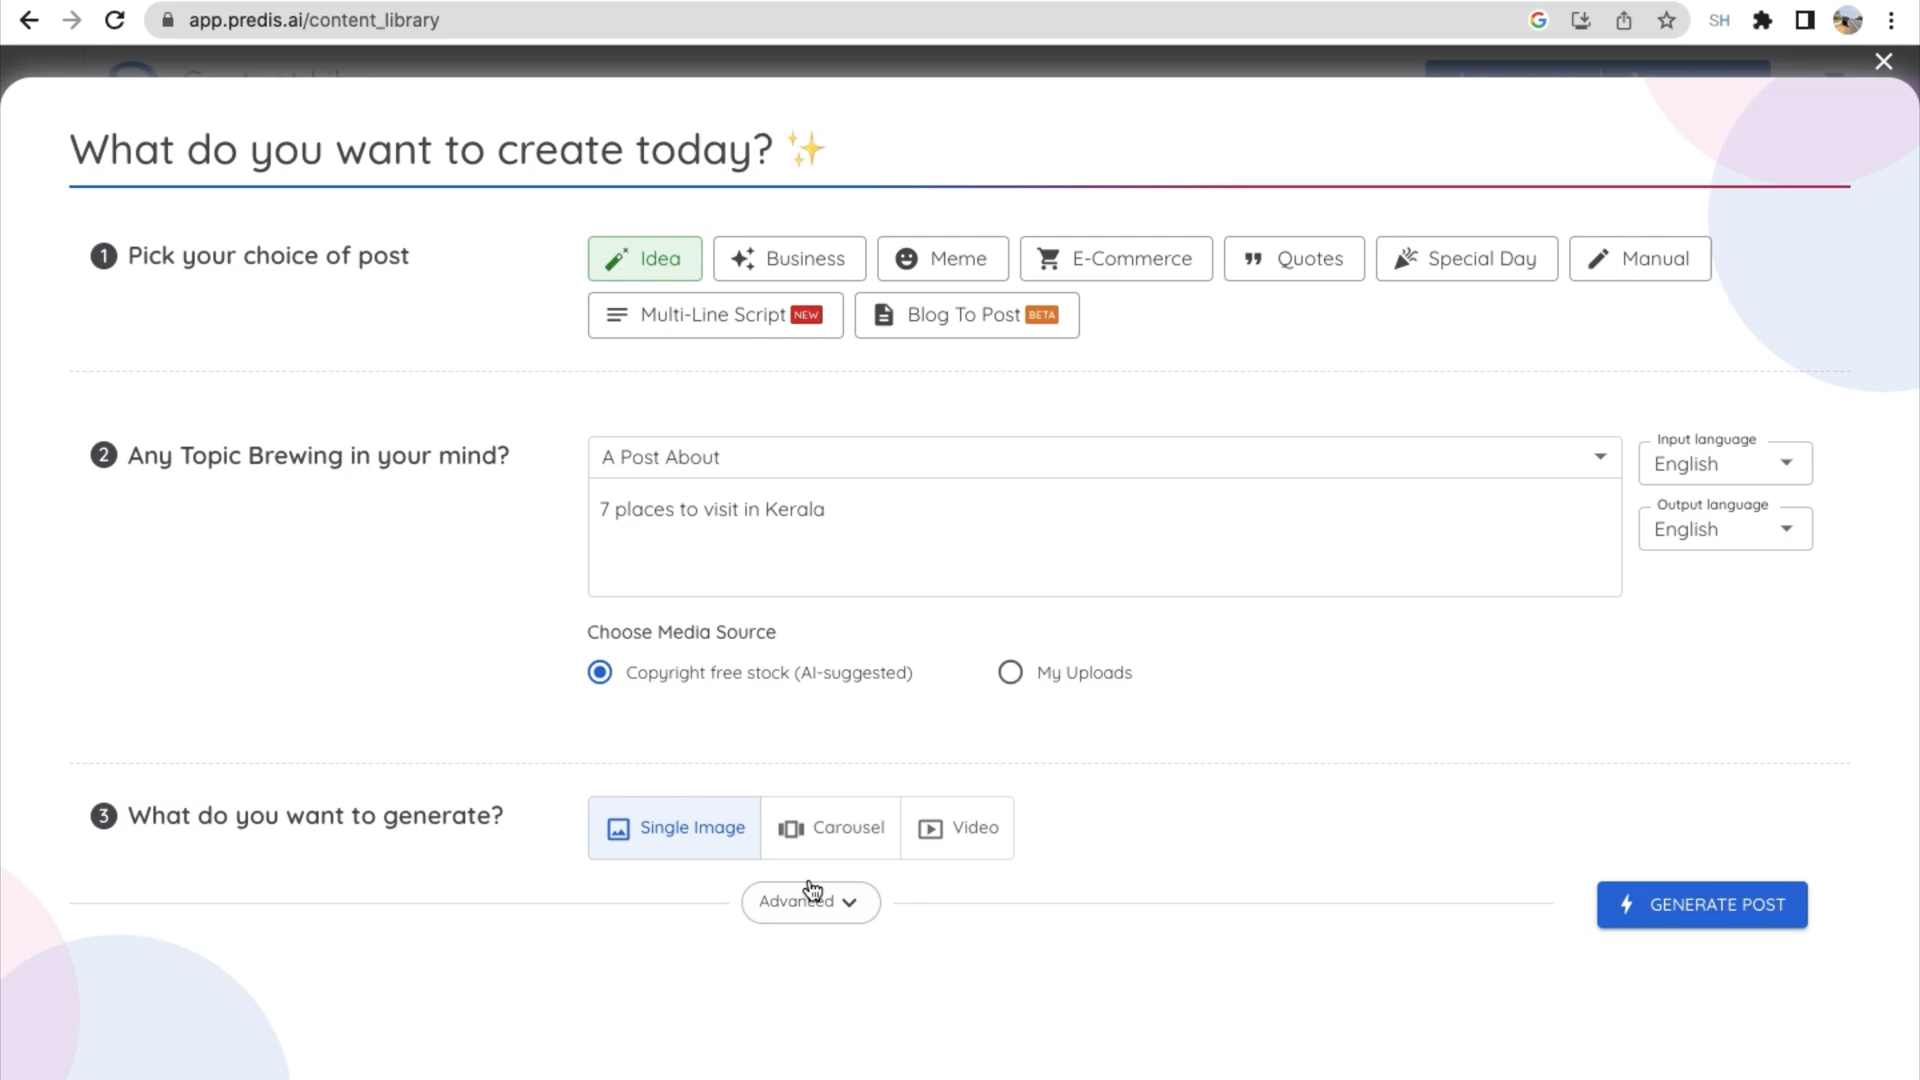 app.predis.ai/content_library
SH
What do you want to create today? ✨
1 Pick your choice of post
Idea
Business
Meme
E-Commerce
Quotes
Special Day
Manual
Multi-Line Script NEW
Blog To Post BETA
2 Any Topic Brewing in your mind?
A Post About
7 places to visit in Kerala
Input language
English
Output language
English
Choose Media Source
Copyright free stock (AI-suggested)
My Uploads
3 What do you want to generate?
Single Image
Carousel
Video
Advanced
GENERATE POST